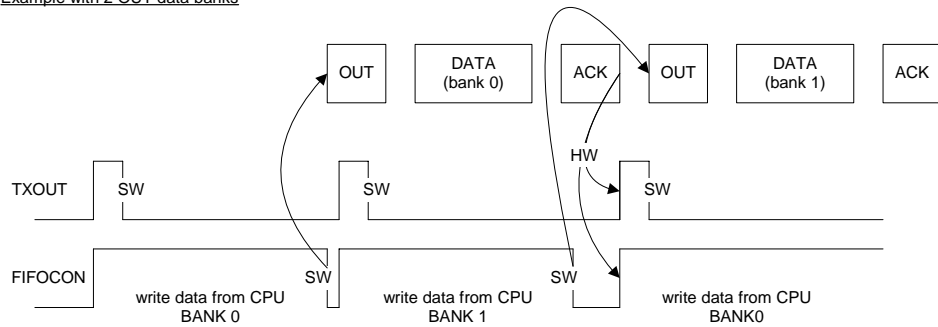 Example with 2 OUT data banks
OUT DATA (bank 0) ACK OUT DATA (bank 1) ACK
HW
TXOUT SW SW SW
FIFOCON SW SW
write data from CPU BANK 0
write data from CPU BANK 1
write data from CPU BANK0